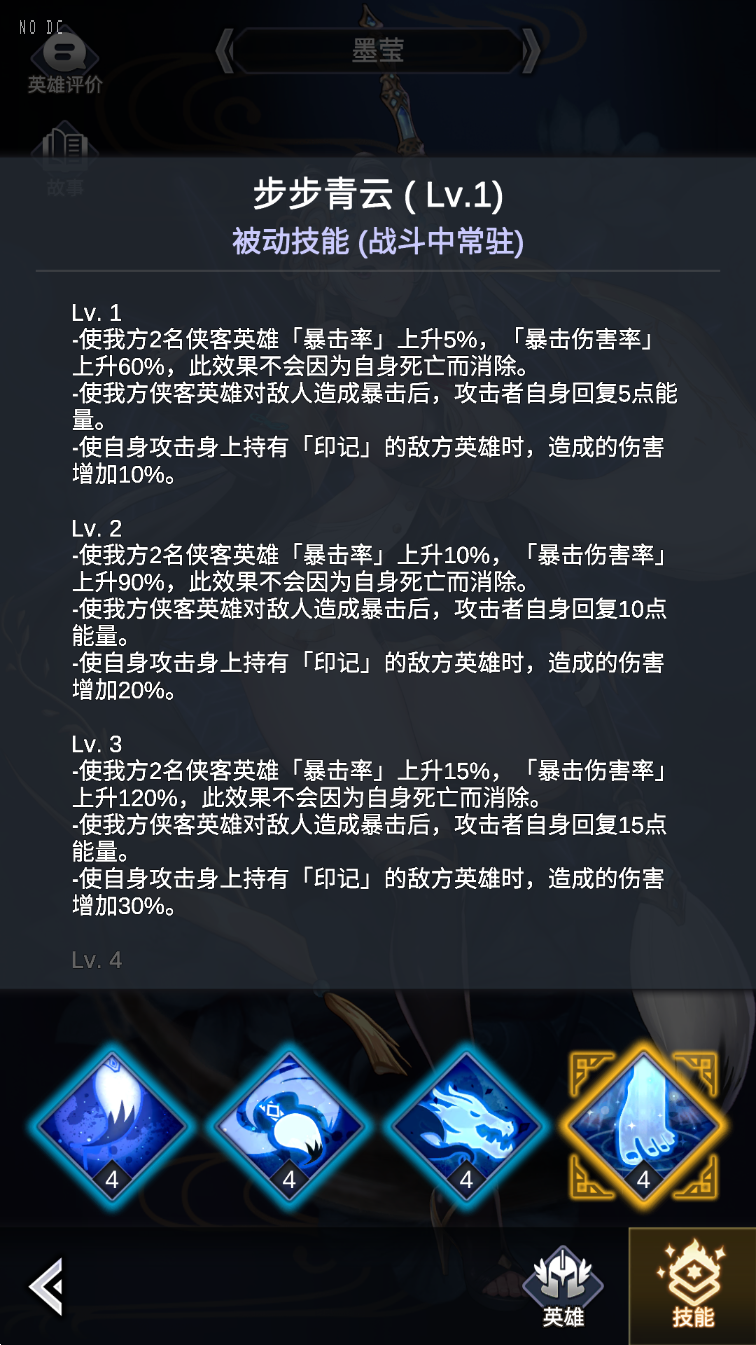 NO DC
墨莹
英雄评价
故事
步步青云 ( Lv.1)
被动技能 (战斗中常驻)
Lv. 1
-使我方2名侠客英雄「暴击率」上升5%，「暴击伤害率」
上升60%，此效果不会因为自身死亡而消除。
-使我方侠客英雄对敌人造成暴击后，攻击者自身回复5点能
量。
-使自身攻击身上持有「印记」的敌方英雄时，造成的伤害
增加10%。
Lv. 2
-使我方2名侠客英雄「暴击率」上升10%，「暴击伤害率」
上升90%，此效果不会因为自身死亡而消除。
-使我方侠客英雄对敌人造成暴击后，攻击者自身回复10点
能量。
-使自身攻击身上持有「印记」的敌方英雄时，造成的伤害
增加20%。
Lv. 3
-使我方2名侠客英雄「暴击率」上升15%，「暴击伤害率」
上升120%，此效果不会因为自身死亡而消除。
-使我方侠客英雄对敌人造成暴击后，攻击者自身回复15点
能量。
-使自身攻击身上持有「印记」的敌方英雄时，造成的伤害
增加30%。
Lv. 4
4
4
4
4
英雄
技能